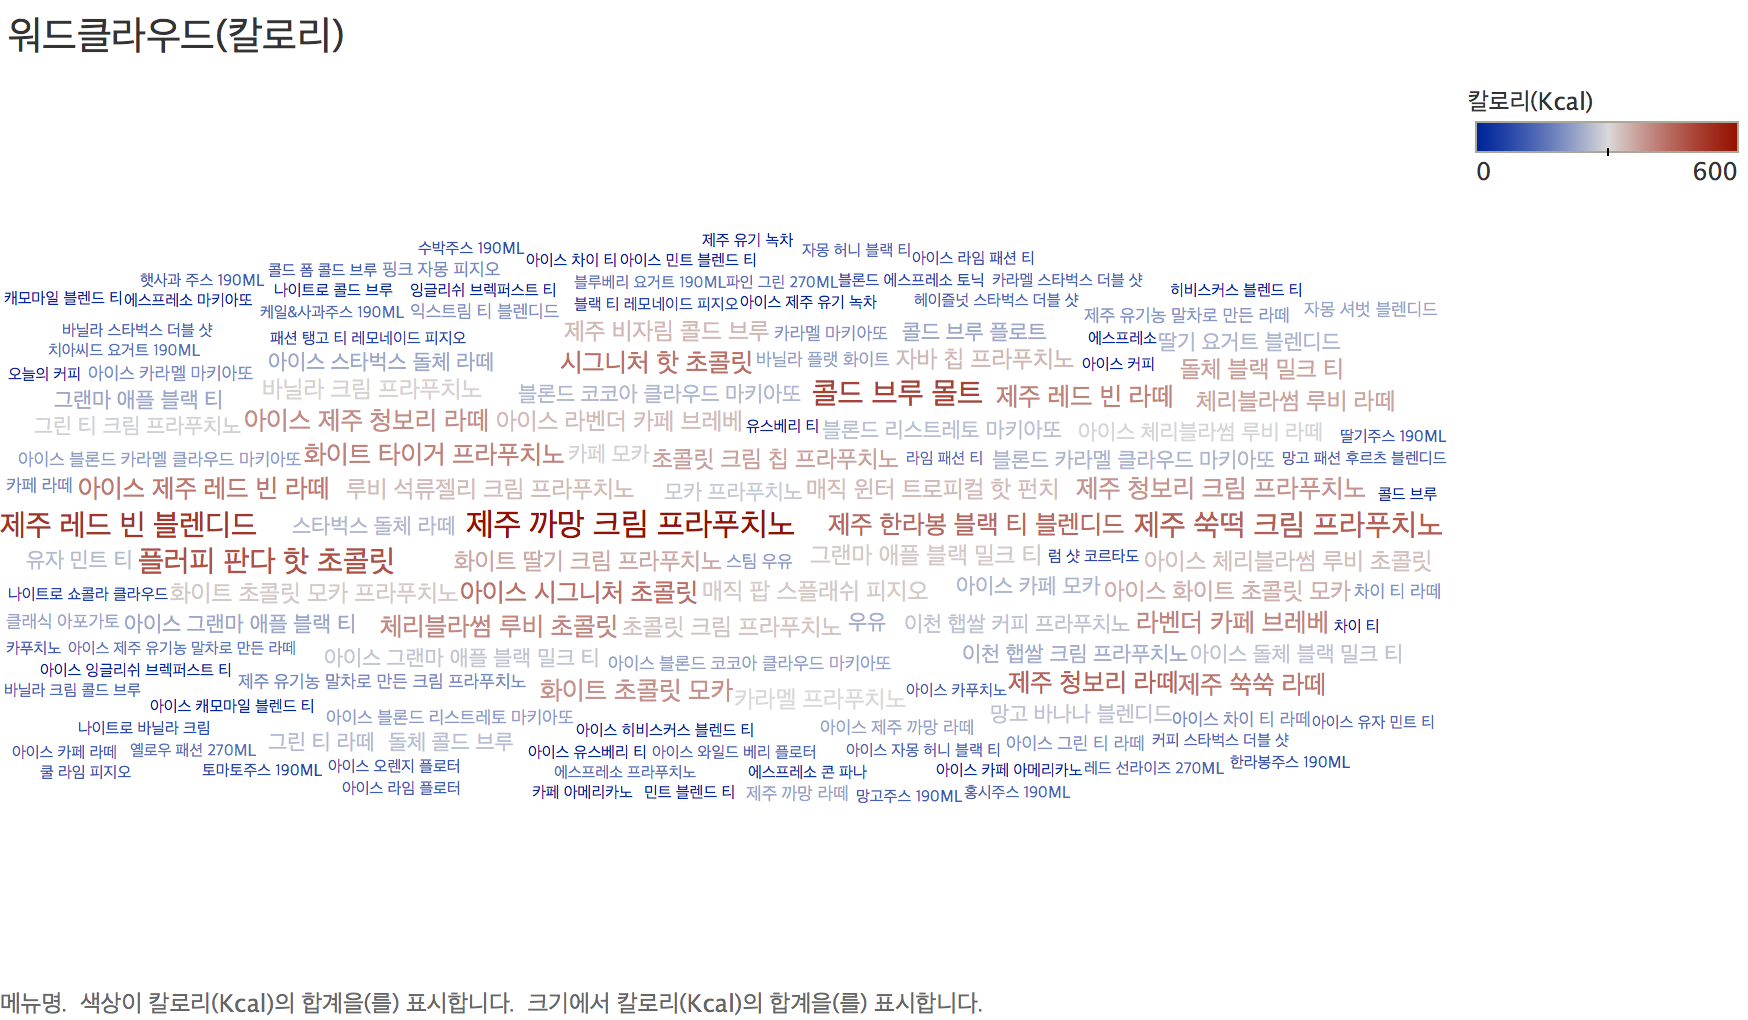 워드클라우드(칼로리)
칼로리(Kcal)
0 600
제주 유기 녹차
수박주스 190ML 자몽 허니 블랙 티
아이스 차이 티 아이스 민트 블렌드 티 아이스 라임 패션 티
콜드 폼 콜드 브루 핑크 자몽 피지오
햇사과 주스 190ML 블루베리 요거트 190ML 파인 그린 270ML 블론드 에스프레소 토닉 카라멜 스타벅스 더블 샷
나이트로 콜드 브루 잉글리쉬 브렉퍼스트 티 히비스커스 블렌드 티
캐모마일 블렌드 티 에스프레소 마키아또 블랙 티 레모네이드 피지오 아이스 제주 유기 녹차 헤이즐넛 스타벅스 더블 샷
케일&사과주스 190ML 익스트림 티 블렌디드 제주 유기농 말차로 만든 라떼 자몽 셔벗 블렌디드
바닐라 스타벅스 더블 샷 패션 탱고 티 레모네이드 피지오 제주 비자림 콜드 브루 카라멜 마키아또 콜드 브루 플로트 에스프레소 딸기 요거트 블렌디드
치아씨드 요거트 190ML
아이스 스타벅스 돌체 라떼 시그니처 핫 초콜릿 바닐라 플랫 화이트 자바 칩 프라푸치노 아이스 커피 돌체 블랙 밀크 티
오늘의 커피 아이스 카라멜 마키아또
바닐라 크림 프라푸치노 블론드 코코아 클라우드 마키아또 콜드 브루 몰트 제주 레드 빈 라떼 체리블라썸 루비 라떼
그랜마 애플 블랙 티
그린 티 크림 프라푸치노 아이스 제주 청보리 라떼 아이스 라벤더 카페 브레베 유스베리 티 블론드 리스트레토 마키아또 아이스 체리블라썸 루비 라떼 딸기주스 190ML
아이스 블론드 카라멜 클라우드 마키아또 화이트 타이거 프라푸치노 카페 모카 초콜릿 크림 칩 프라푸치노 라임 패션 티 블론드 카라멜 클라우드 마키아또 망고 패션 후르츠 블렌디드
카페 라떼 아이스 제주 레드 빈 라떼 루비 석류젤리 크림 프라푸치노 모카 프라푸치노 매직 윈터 트로피컬 핫 펀치 제주 청보리 크림 프라푸치노 콜드 브루
제주 레드 빈 블렌디드 스타벅스 돌체 라떼 제주 까망 크림 프라푸치노 제주 한라봉 블랙 티 블렌디드 제주 쑥떡 크림 프라푸치노
유자 민트 티 플러피 판다 핫 초콜릿 화이트 딸기 크림 프라푸치노 스팀 우유 그랜마 애플 블랙 밀크 티 럼 샷 코르타도 아이스 체리블라썸 루비 초콜릿
나이트로 쇼콜라 클라우드 화이트 초콜릿 모카 프라푸치노 아이스 시그니처 초콜릿 매직 팝 스플래쉬 피지오 아이스 카페 모카 아이스 화이트 초콜릿 모카 차이 티 라떼
클래식 아포가토 아이스 그랜마 애플 블랙 티 체리블라썸 루비 초콜릿 초콜릿 크림 프라푸치노 우유 이천 햅쌀 커피 프라푸치노 라벤더 카페 브레베 차이 티
카푸치노 아이스 제주 유기농 말차로 만든 라떼 아이스 그랜마 애플 블랙 밀크 티 아이스 블론드 코코아 클라우드 마키아또 이천 햅쌀 크림 프라푸치노 아이스 돌체 블랙 밀크 티
아이스 잉글리쉬 브렉퍼스트 티
바닐라 크림 콜드 브루 제주 유기농 말차로 만든 크림 프라푸치노 화이트 초콜릿 모카 카라멜 프라푸치노 아이스 카푸치노 제주 청보리 라떼 제주 쑥쑥 라떼
아이스 캐모마일 블렌드 티 아이스 블론드 리스트레토 마키아또 망고 바나나 블렌디드 아이스 차이 티 라떼 아이스 유자 민트 티
나이트로 바닐라 크림 아이스 히비스커스 블렌드 티 아이스 제주 까망 라떼
아이스 카페 라떼 옐로우 패션 270ML 그린 티 라떼 돌체 콜드 브루 아이스 유스베리 티 아이스 와일드 베리 플로터 아이스 자몽 허니 블랙 티 아이스 그린 티 라떼 커피 스타벅스 더블 샷
쿨 라임 피지오 토마토주스 190ML 아이스 오렌지 플로터 에스프레소 프라푸치노 에스프레소 콘 파나 아이스 카페 아메리카노 레드 선라이즈 270ML 한라봉주스 190ML
아이스 라임 플로터 카페 아메리카노 민트 블렌드 티 제주 까망 라떼 망고주스 190ML 홍시주스 190ML
메뉴명. 색상이 칼로리(Kcal)의 합계을(를) 표시합니다. 크기에서 칼로리(Kcal)의 합계을(를) 표시합니다.